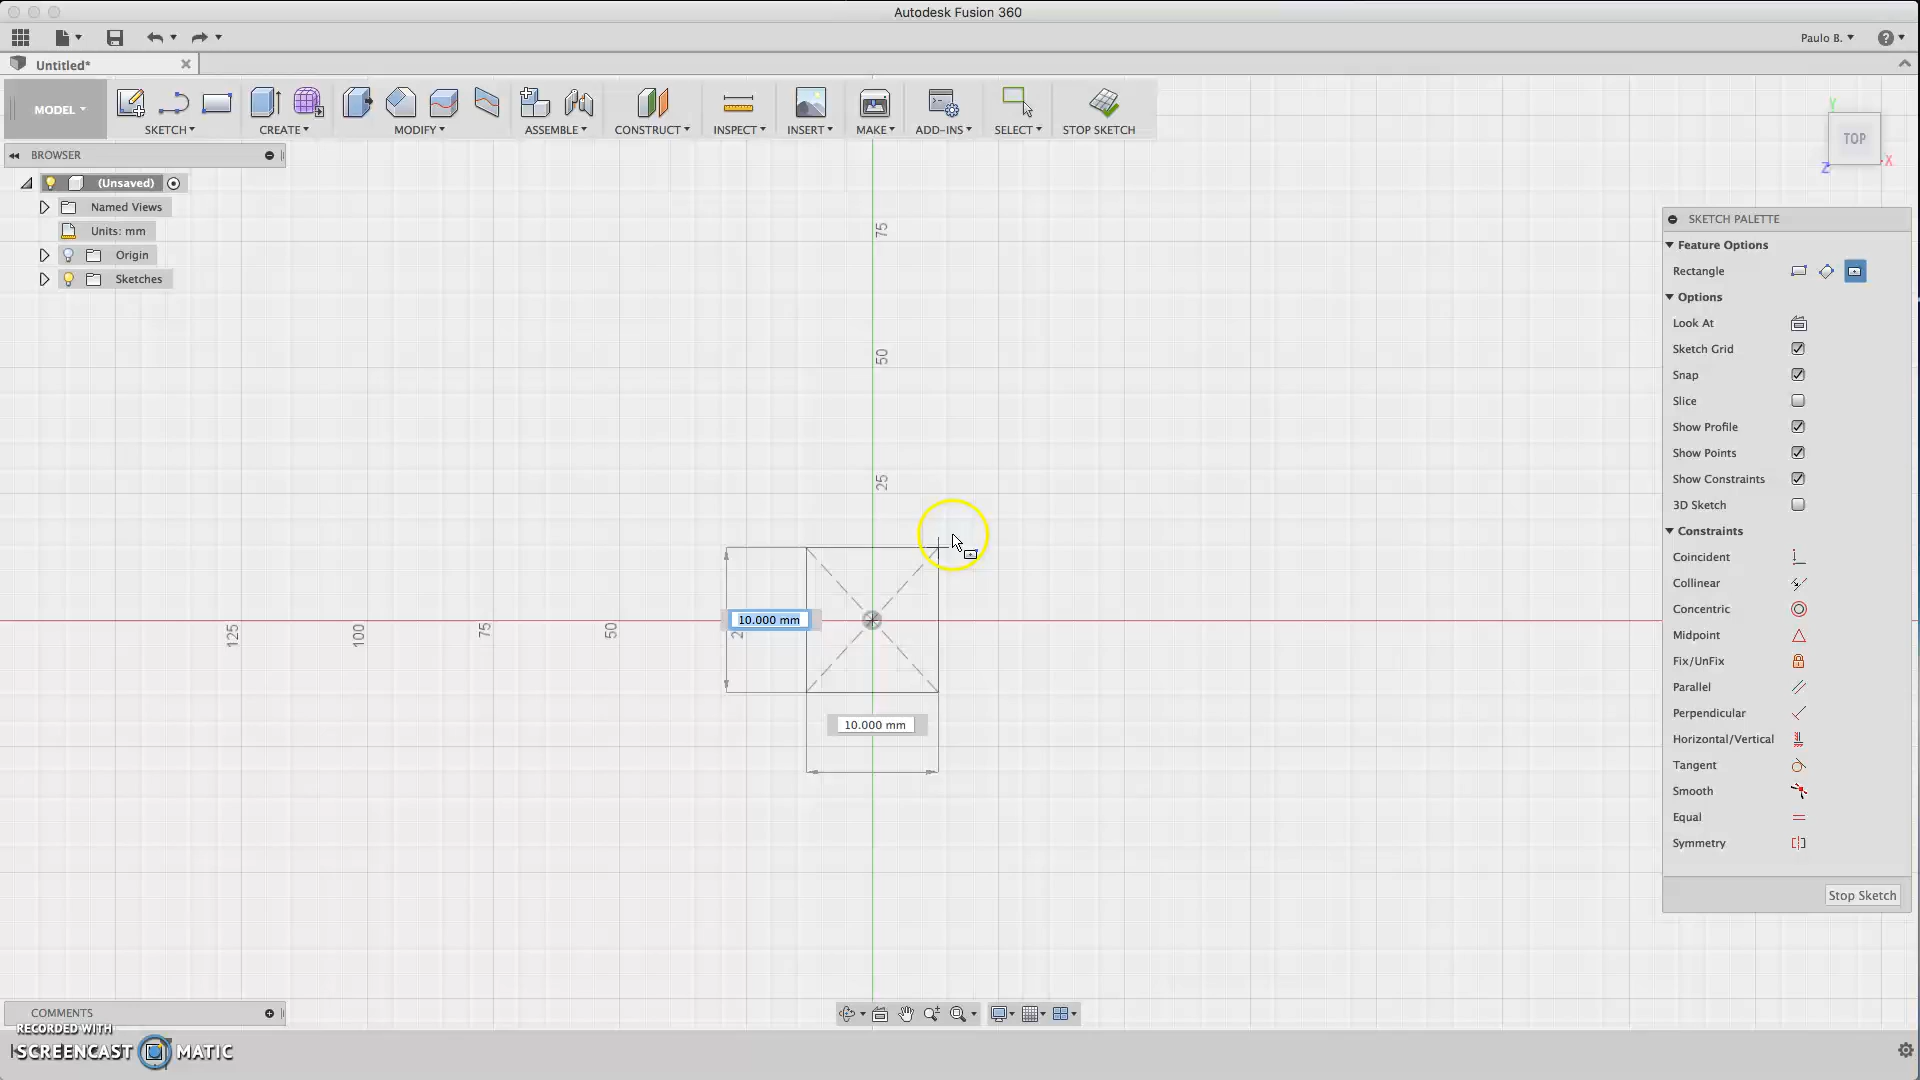 Autodesk Fusion 360
Paulo B.
Untitled*
MODEL
SKETCH
CREATE
MODIFY
ASSEMBLE
CONSTRUCT
INSPECT
INSERT
MAKE
ADD-INS
SELECT
STOP SKETCH
Y
TOP
X
Z
BROWSER
(Unsaved)
Named Views
Units: mm
Origin
Sketches
75
50
25
125
100
75
50
10.000 mm
10.000 mm
SKETCH PALETTE
Feature Options
Rectangle
Options
Look At
Sketch Grid
Snap
Slice
Show Profile
Show Points
Show Constraints
3D Sketch
Constraints
Coincident
Collinear
Concentric
Midpoint
Fix/UnFix
Parallel
Perpendicular
Horizontal/Vertical
Tangent
Smooth
Equal
Symmetry
Stop Sketch
COMMENTS
RECORDED WITH
SCREENCAST MATIC